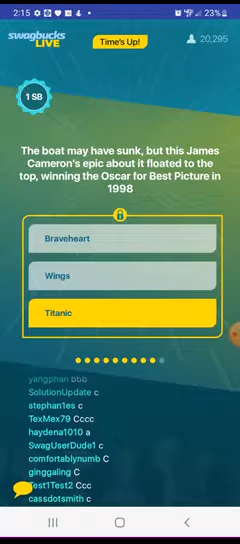 2:15
23%
swagbucks
LIVE
Time's Up!
20,295
1 SB
The boat may have sunk, but this James
Cameron's epic about it floated to the
top, winning the Oscar for Best Picture in
1998
Braveheart
Wings
Titanic
yangphan bbb
SolutionUpdate c
stephan1es c
TexMex79 Cccc
haydena1010 a
SwagUserDude1 c
comfortablynumb C
ginggaling C
Test1Test2 Ccc
cassdotsmith c